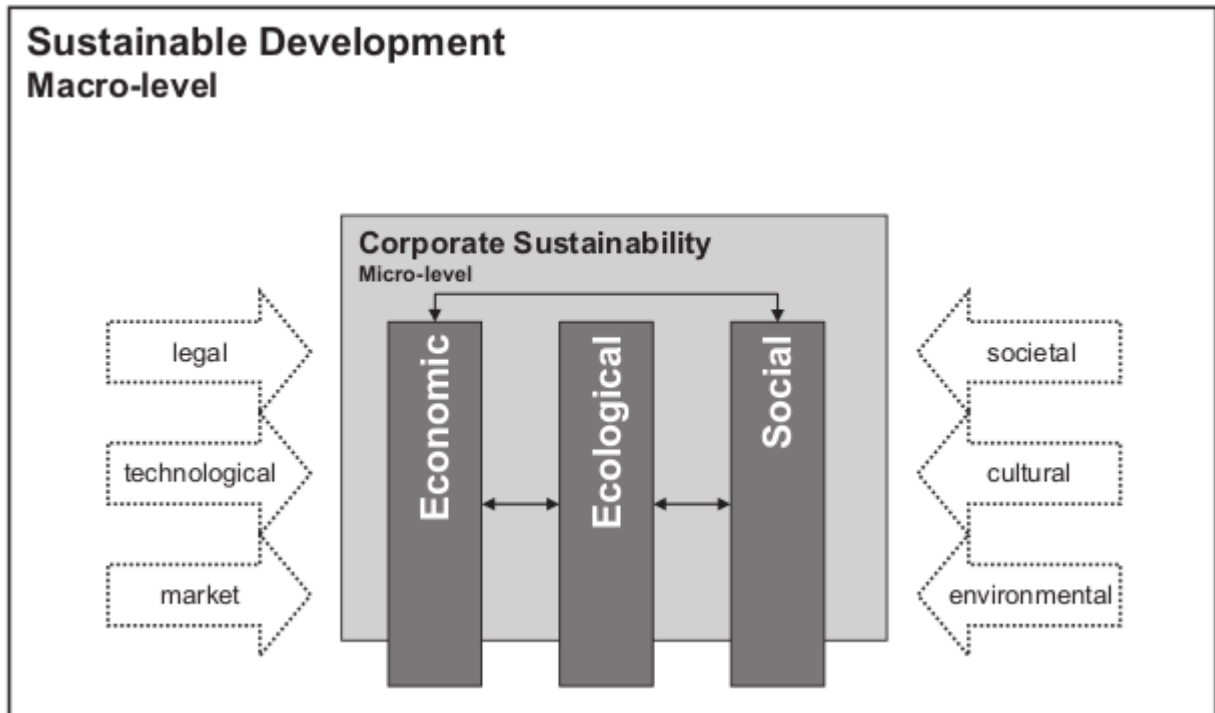 Sustainable Development
Macro-level
Corporate Sustainability
Micro-level
Economic
Ecological
Social
legal
technological
market
societal
cultural
environmental